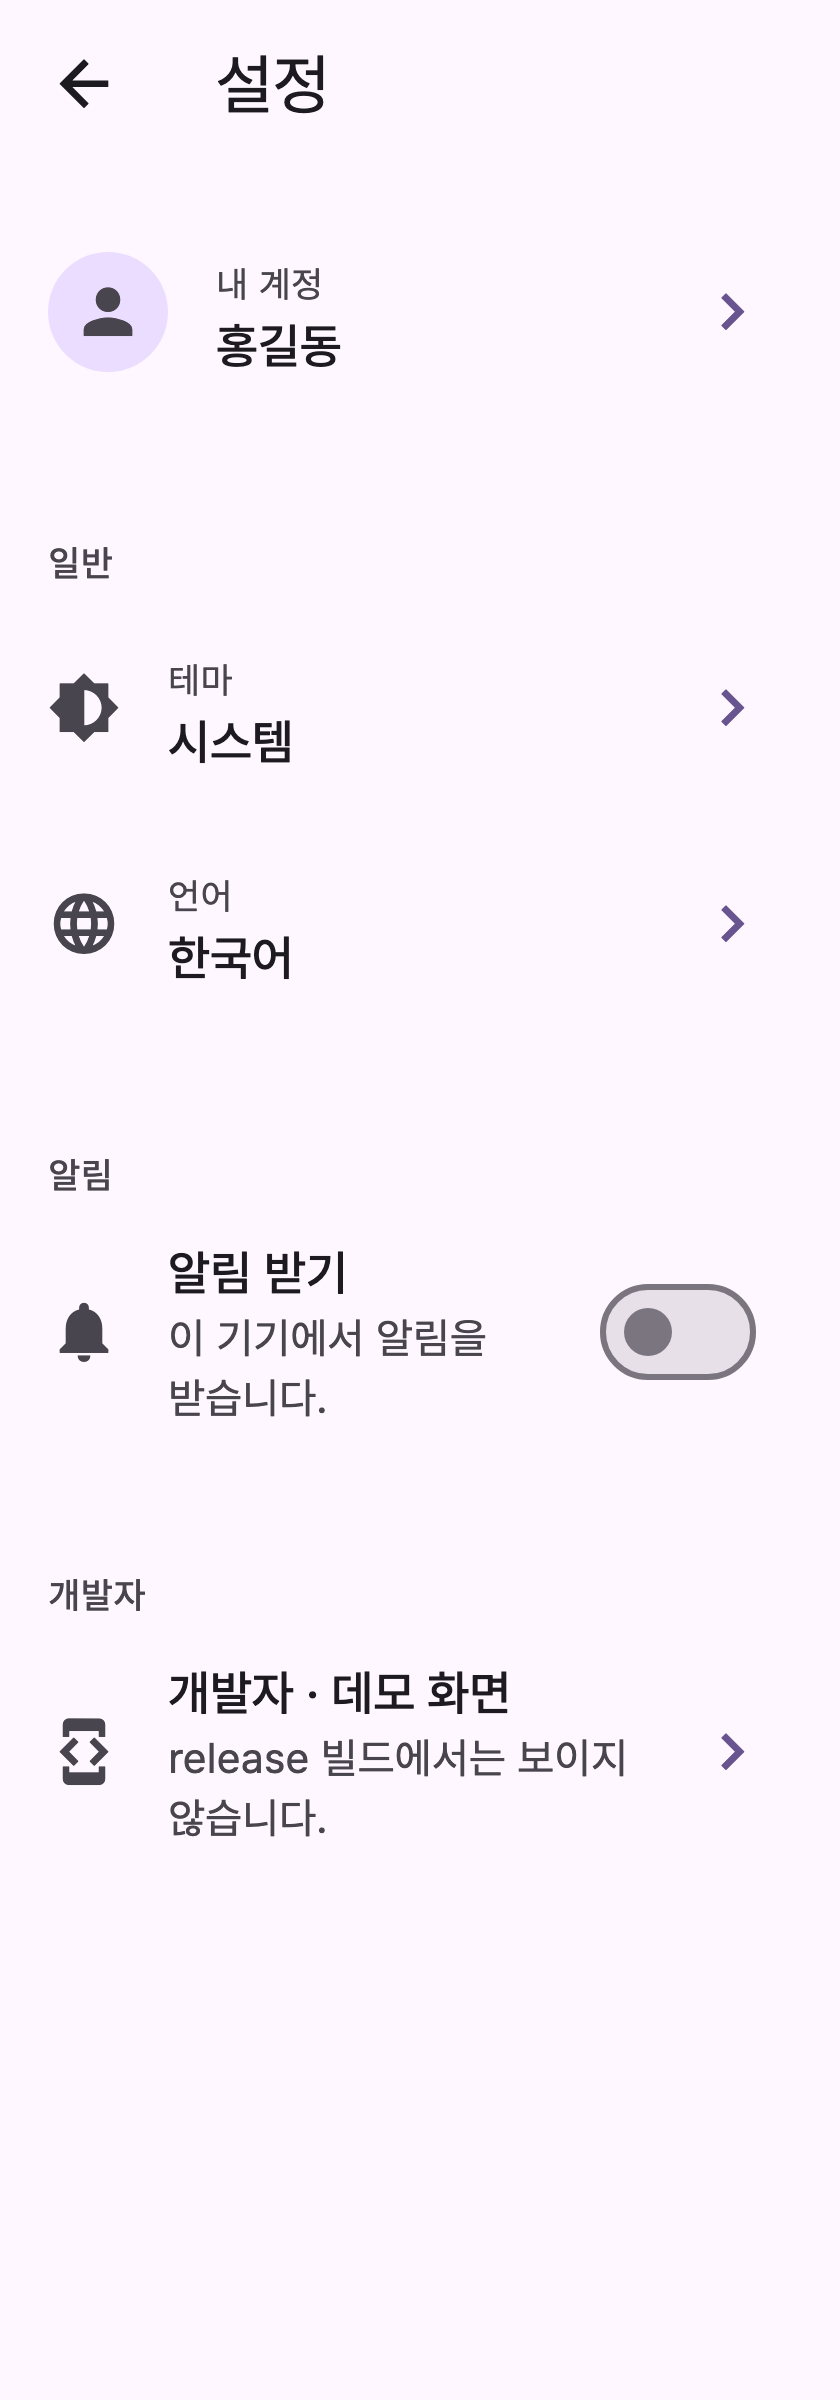 설정
내 계정
홍길동
일반
테마
시스템
언어
한국어
알림
알림 받기
이 기기에서 알림을
받습니다.
개발자
개발자 · 데모 화면
release 빌드에서는 보이지
않습니다.